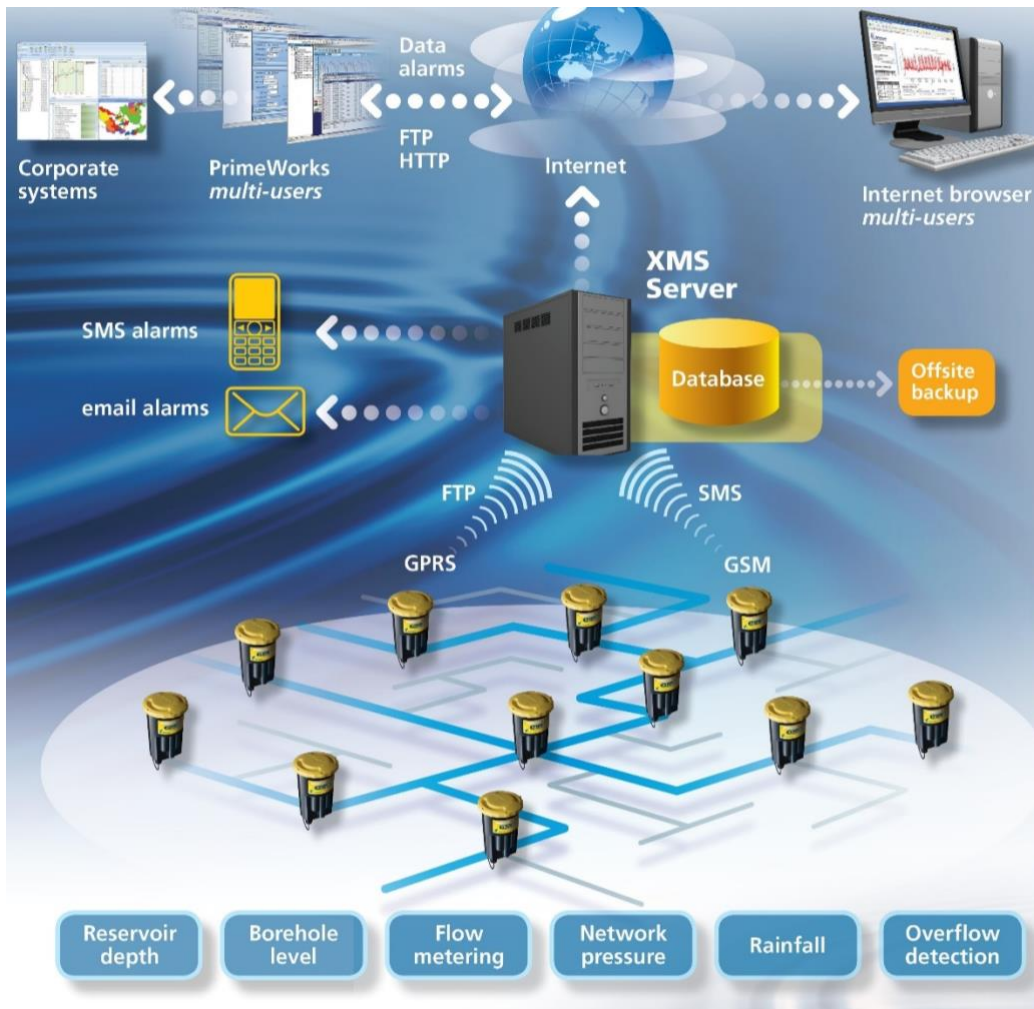 Data
alarms
FTP
HTTP
Corporate
systems
PrimeWorks
multi-users
Internet
Internet browser
multi-users
XMS
Server
SMS alarms
Database
Offsite
backup
email alarms
FTP
SMS
GPRS
GSM
Reservoir
depth
Borehole
level
Flow
metering
Network
pressure
Rainfall
Overflow
detection